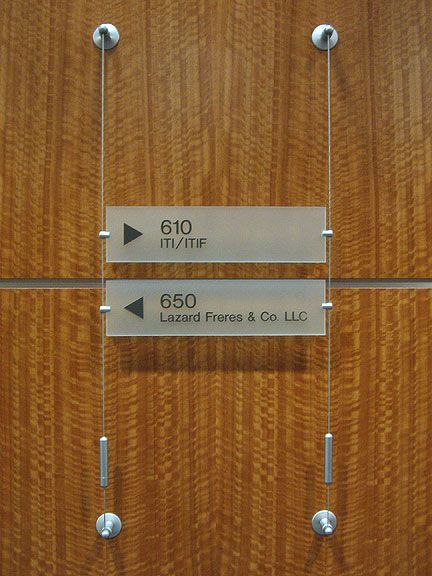 610
ITI/ITIF
650
Lazard Freres & Co. LLC